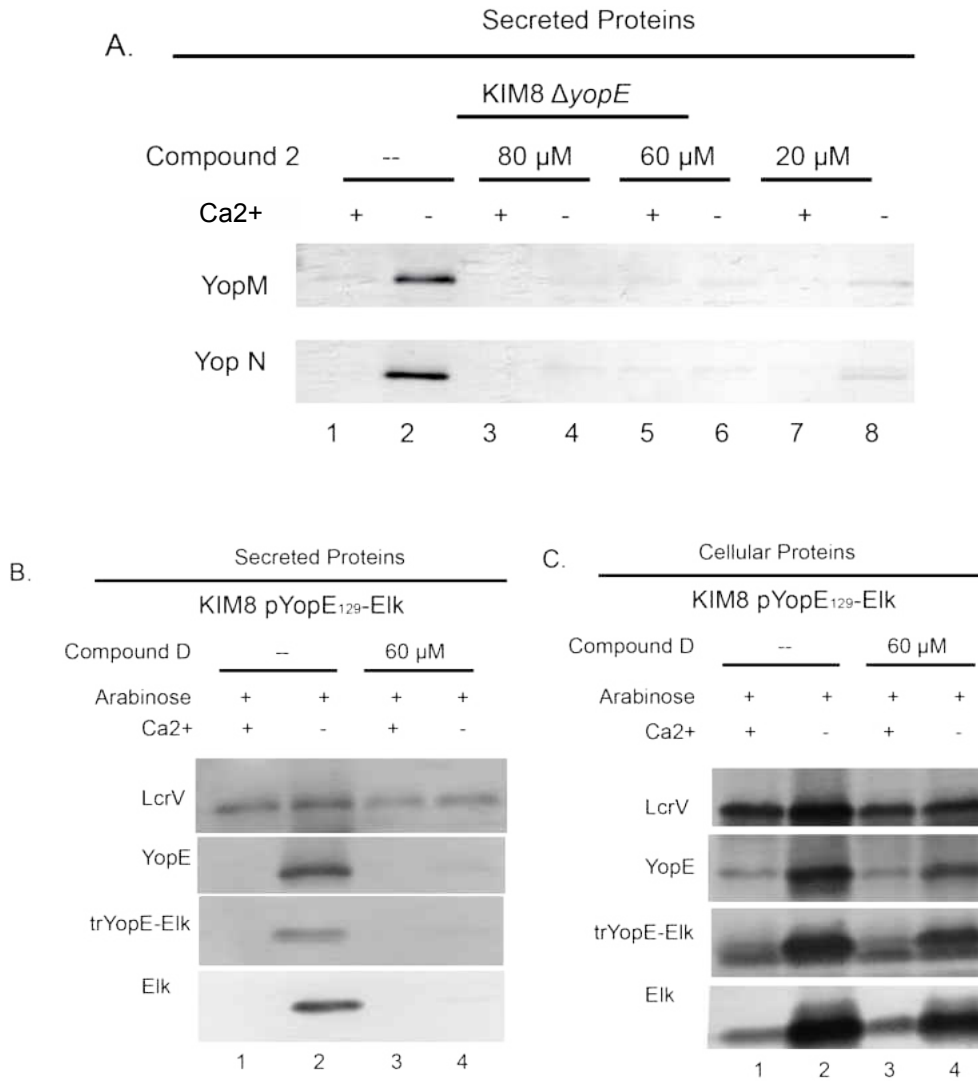 A.
Secreted Proteins
KIM8 ΔyopE
Compound 2 -- 80 μM 60 μM 20 μM
Ca2+ + - + - + - + -
YopM
Yop N
1 2 3 4 5 6 7 8
B.
Secreted Proteins
KIM8 pYopE129-Elk
Compound D -- 60 μM
Arabinose + + + +
Ca2+ + - + -
LcrV
YopE
trYopE-Elk
Elk
1 2 3 4
C.
Cellular Proteins
KIM8 pYopE129-Elk
Compound D -- 60 μM
Arabinose + + + +
Ca2+ + - + -
LcrV
YopE
trYopE-Elk
Elk
1 2 3 4